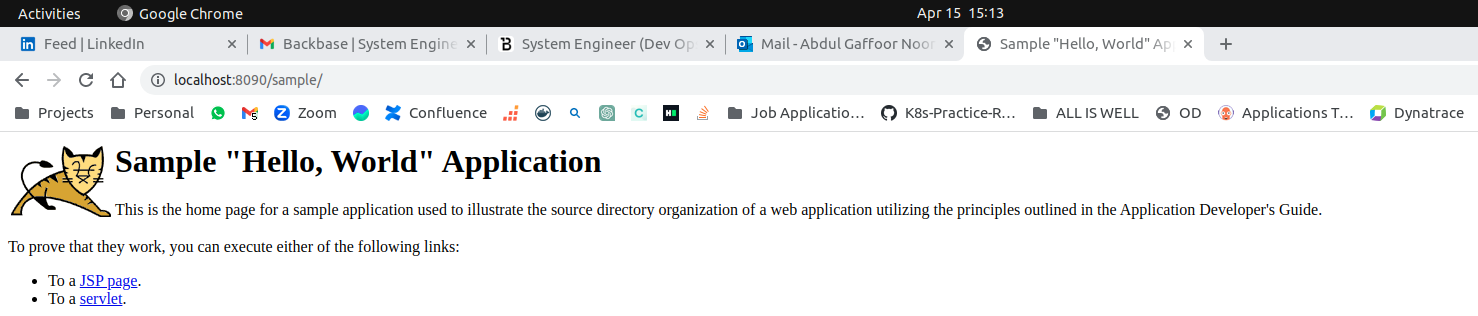 Activities Google Chrome Apr 15 15:13
Feed | LinkedIn Backbase | System Engine System Engineer (Dev Op Mail - Abdul Gaffoor Noor Sample "Hello, World" Ap
localhost:8090/sample/
Projects Personal Zoom Confluence Job Applicatio... K8s-Practice-R... ALL IS WELL OD Applications T... Dynatrace
Sample "Hello, World" Application
This is the home page for a sample application used to illustrate the source directory organization of a web application utilizing the principles outlined in the Application Developer's Guide.
To prove that they work, you can execute either of the following links:
• To a JSP page.
• To a servlet.